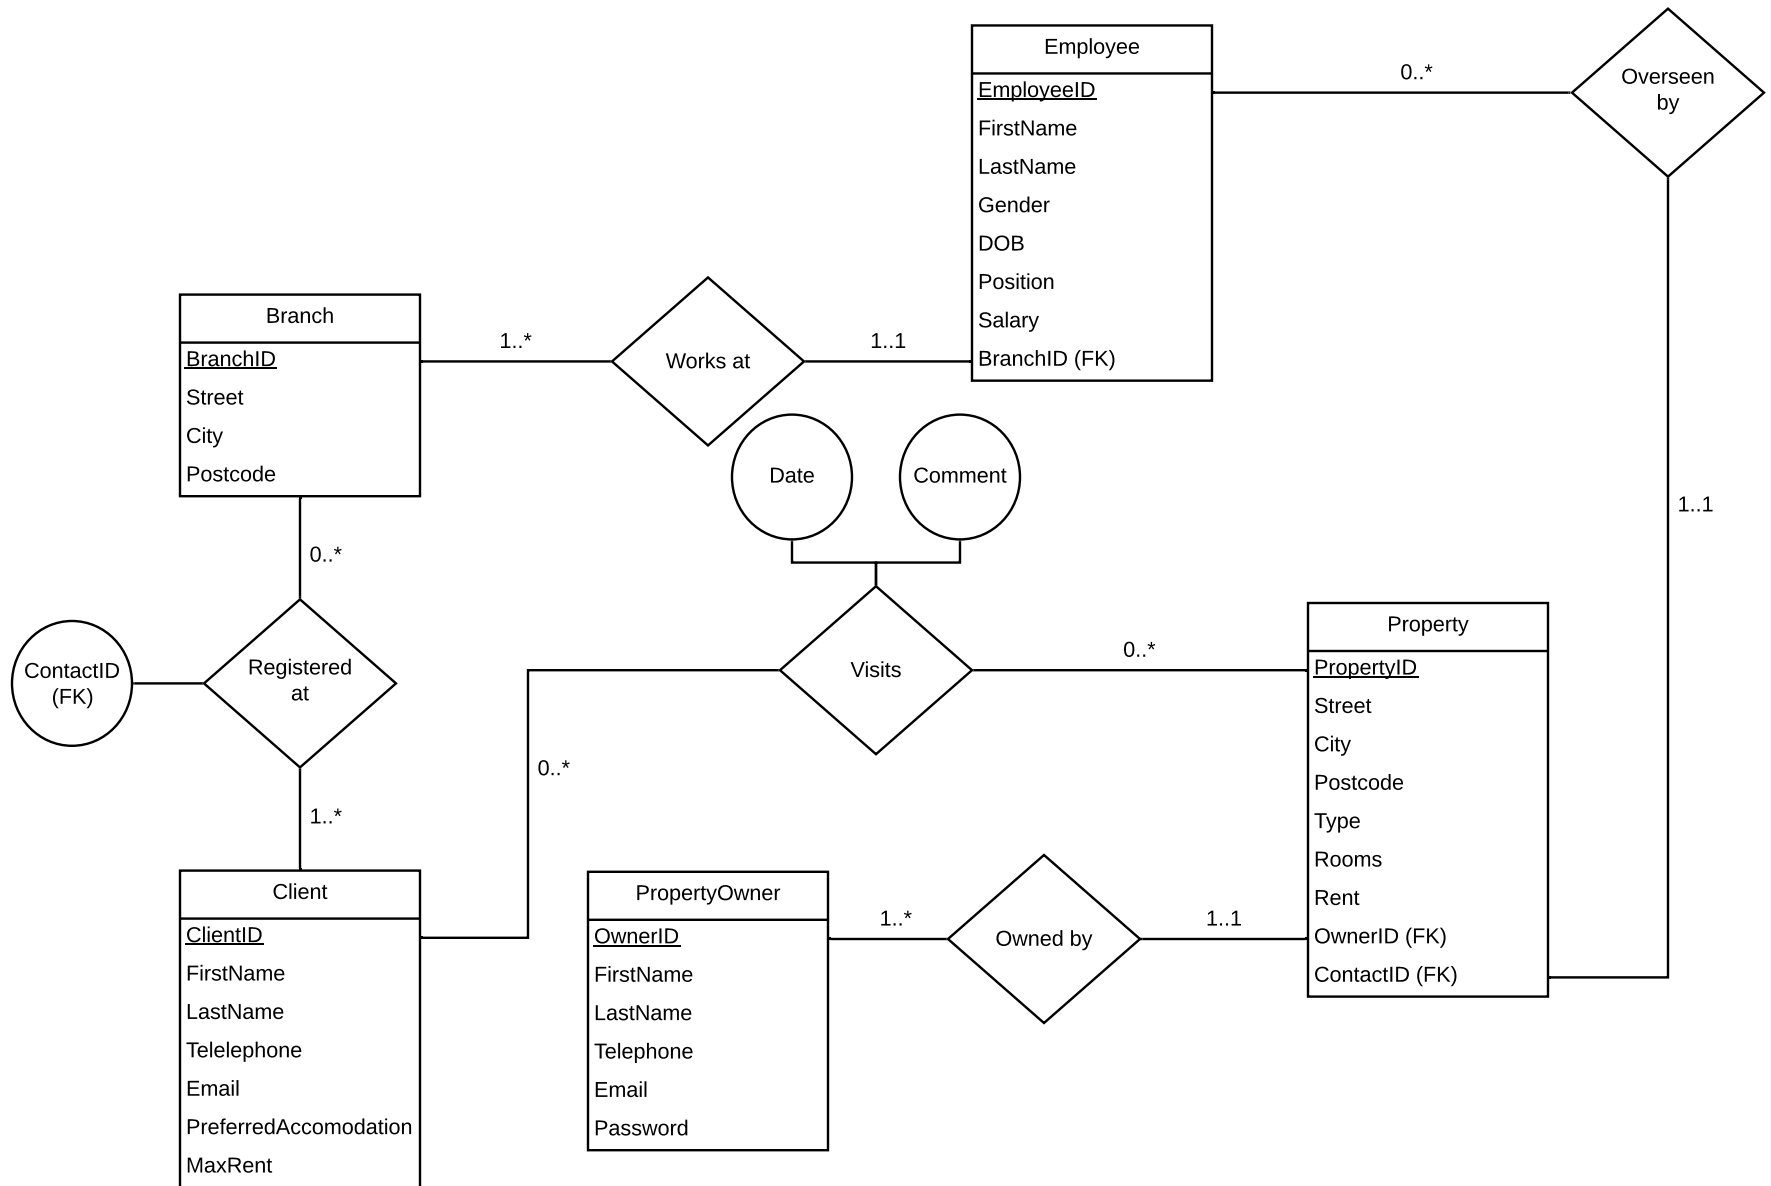 Employee
EmployeeID
FirstName
LastName
Gender
DOB
Position
Salary
BranchID (FK)
0..*
Overseen
by
1..1
Branch
BranchID
Street
City
Postcode
1..*
Works at
1..1
Date
Comment
0..*
ContactID
(FK)
Registered
at
1..*
Visits
0..*
0..*
Property
PropertyID
Street
City
Postcode
Type
Rooms
Rent
OwnerID (FK)
ContactID (FK)
Client
ClientID
FirstName
LastName
Telelephone
Email
PreferredAccomodation
MaxRent
PropertyOwner
OwnerID
FirstName
LastName
Telephone
Email
Password
1..*
Owned by
1..1